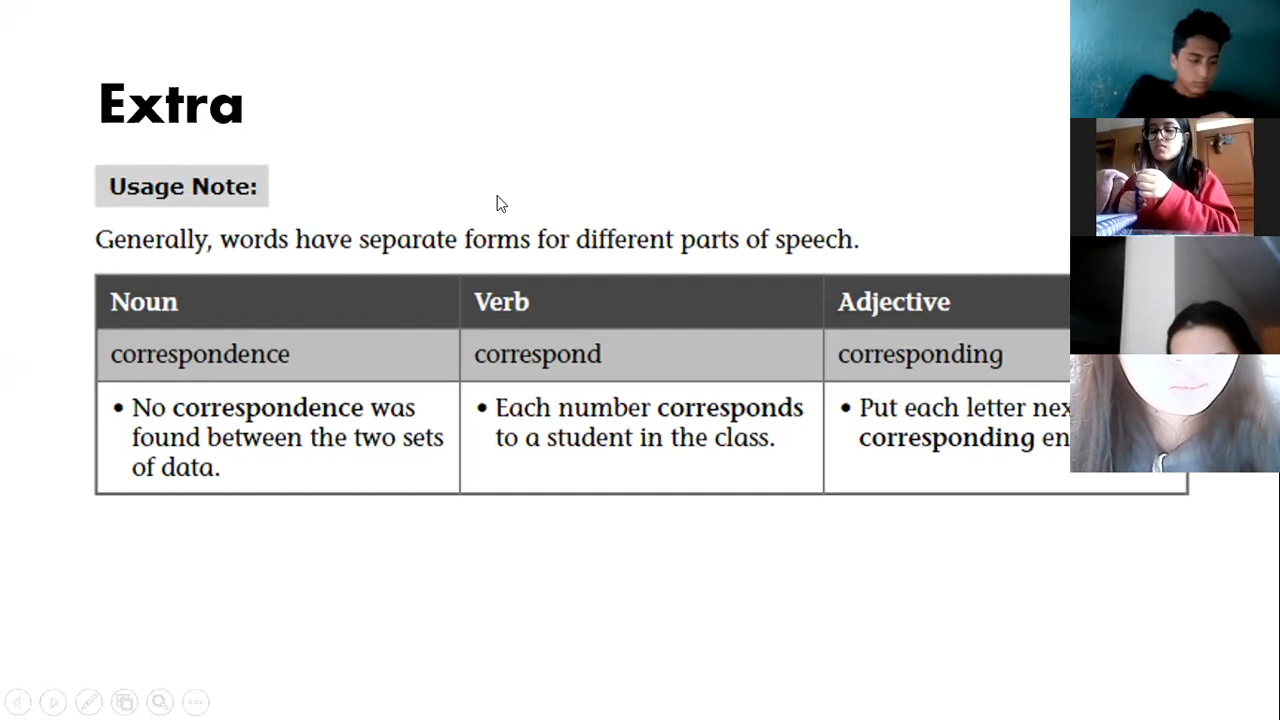 Extra
Usage Note:
Generally, words have separate forms for different parts of speech.
Noun Verb Adjective
correspondence correspond corresponding
• No correspondence was
found between the two sets
of data.
• Each number corresponds
to a student in the class.
• Put each letter
corresponding